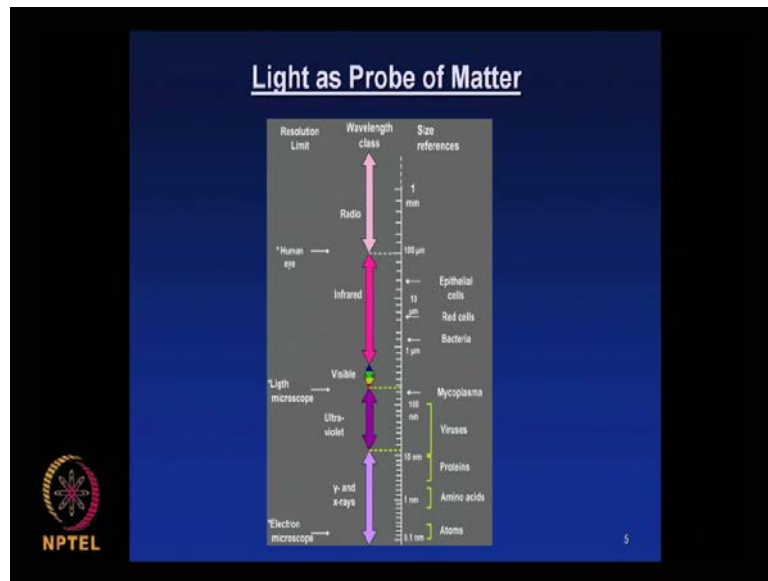 Light as Probe of Matter
Resolution Limit
Wavelength class
Size references
1 mm
Radio
*Human eye
100 µm
Epithelial cells
Infrared
10 µm
Red cells
Bacteria
1 µm
Visible
*Ligth microscope
Mycoplasma
100 nm
Ultra-violet
Viruses
10 nm
Proteins
γ- and x-rays
1 nm
Amino acids
*Electron microscope
Atoms
0.1 nm
NPTEL
5